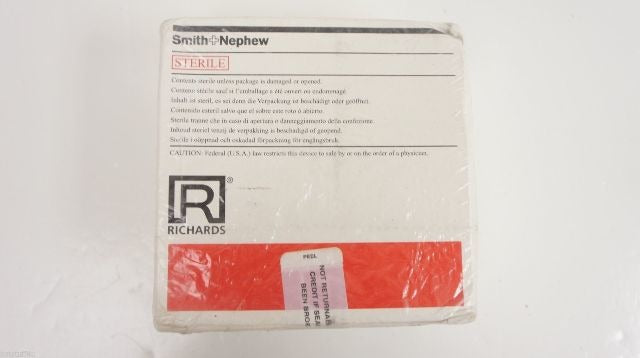 Smith+Nephew
STERILE
Contents sterile unless package is damaged or opened.
Contenu stérile sauf si l'emballage a été ouvert ou endommagé.
Inhalt ist steril, es sei denn die Verpackung ist beschädigt oder geöffnet.
Contenido esteril salvo que el sobre este roto ó abierto.
Sterile tranne che in caso di apertura o danneggiamento della confezione.
Inhoud steriel tenzij de verpakking is beschadigd of geopend.
Sterile i oöppnad och oskadad förpackning för engångsbruk.
CAUTION: Federal (U.S.A.) law restricts this device to sale by or on the order of a physician.
R®
RICHARDS
PEEL
NOT RETURNAB
CREDIT IF SEA
BEEN BROK